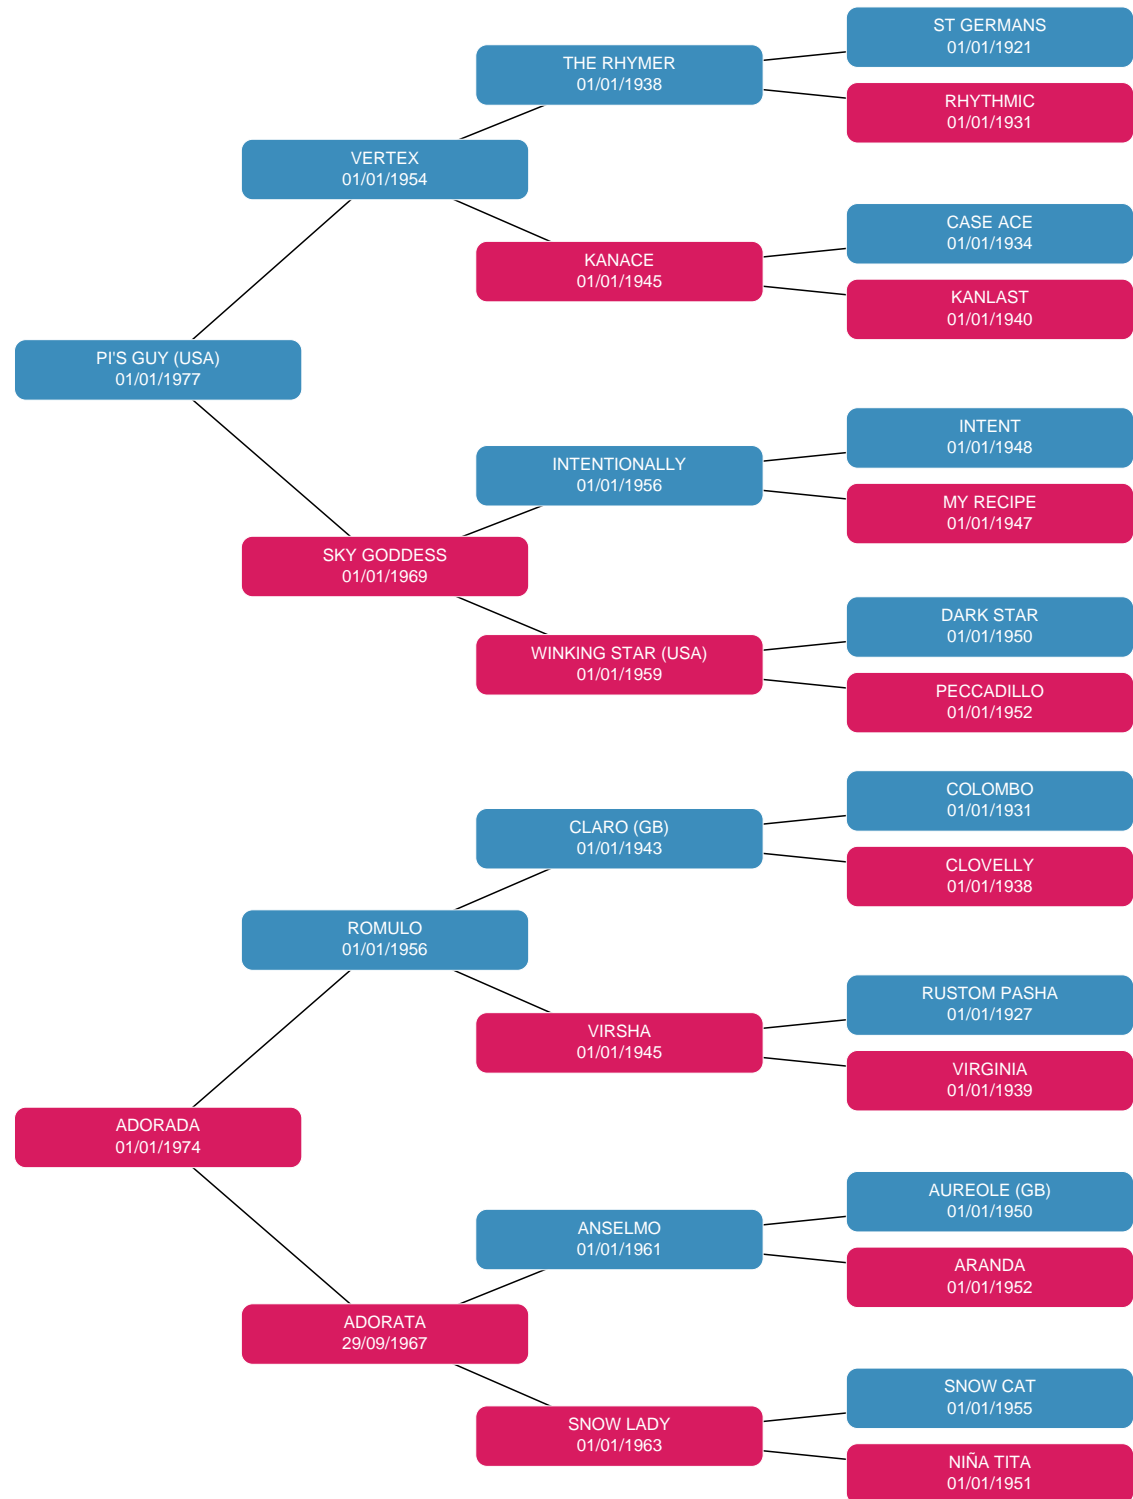 ST GERMANS
01/01/1921
THE RHYMER
01/01/1938
RHYTHMIC
01/01/1931
VERTEX
01/01/1954
CASE ACE
01/01/1934
KANACE
01/01/1945
KANLAST
01/01/1940
PI'S GUY (USA)
01/01/1977
INTENT
01/01/1948
INTENTIONALLY
01/01/1956
MY RECIPE
01/01/1947
SKY GODDESS
01/01/1969
DARK STAR
01/01/1950
WINKING STAR (USA)
01/01/1959
PECCADILLO
01/01/1952
COLOMBO
01/01/1931
CLARO (GB)
01/01/1943
CLOVELLY
01/01/1938
ROMULO
01/01/1956
RUSTOM PASHA
01/01/1927
VIRSHA
01/01/1945
VIRGINIA
01/01/1939
ADORADA
01/01/1974
AUREOLE (GB)
01/01/1950
ANSELMO
01/01/1961
ARANDA
01/01/1952
ADORATA
29/09/1967
SNOW CAT
01/01/1955
SNOW LADY
01/01/1963
NIÑA TITA
01/01/1951